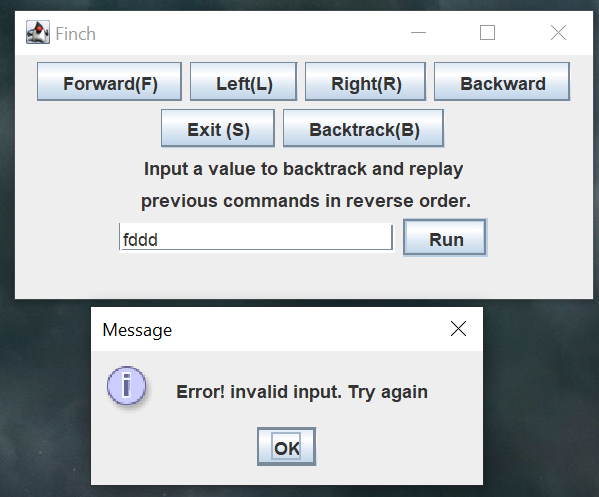 Finch
Forward(F) Left(L) Right(R) Backward
Exit (S) Backtrack(B)
Input a value to backtrack and replay
previous commands in reverse order.
fddd Run
Message
i Error! invalid input. Try again
OK